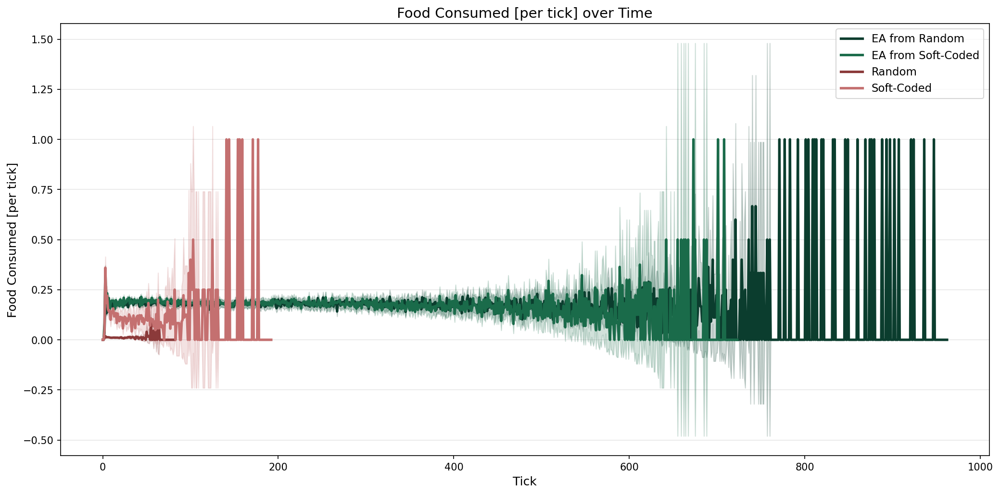 Food Consumed [per tick] over Time
EA from Random
EA from Soft-Coded
Random
Soft-Coded
Food Consumed [per tick]
1.50
1.25
1.00
0.75
0.50
0.25
0.00
−0.25
−0.50
0
200
400
600
800
1000
Tick